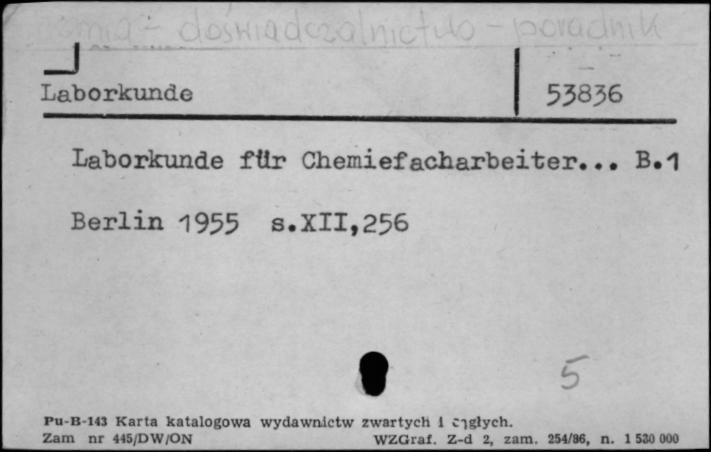 - doświadczalnictwo - poradnik
Laborkunde 53836
Laborkunde für Chemiefacharbeiter... B.1
Berlin 1955 s.XII,256
5
Pu-B-143 Karta katalogowa wydawnictw zwartych i ciągłych.
Zam nr 445/DW/ON WZGraf. Z-d 2, zam. 254/86, n. 1 530 000